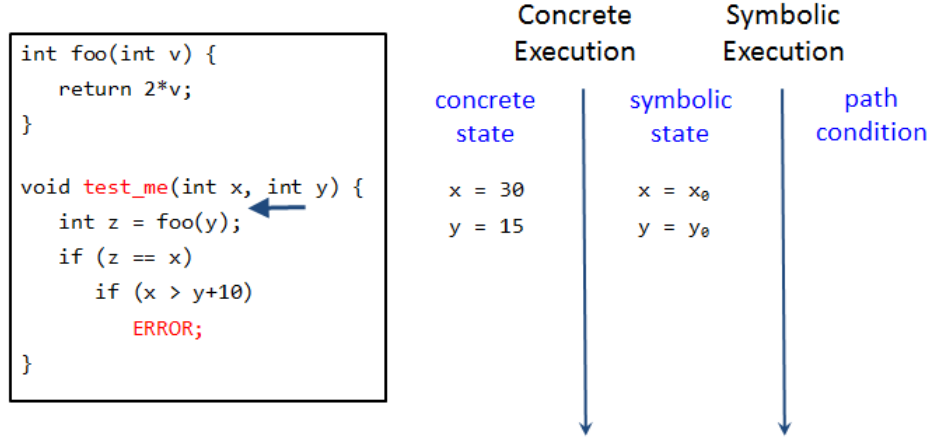 int foo(int v) {
return 2*v;
}
void test_me(int x, int y) {
int z = foo(y);
if (z == x)
if (x > y+10)
ERROR;
}
Concrete
Execution
Symbolic
Execution
concrete
state
symbolic
state
path
condition
x = 30
y = 15
x = x₀
y = y₀